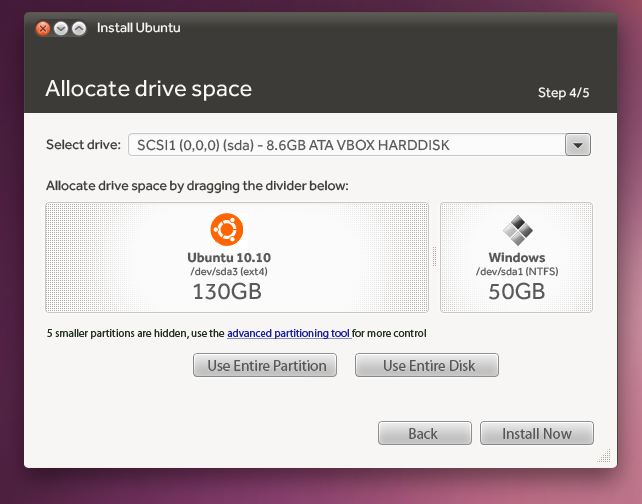 Install Ubuntu
Allocate drive space
Step 4/5
Select drive: SCSI1 (0,0,0) (sda) - 8.6GB ATA VBOX HARDDISK
Allocate drive space by dragging the divider below:
Ubuntu 10.10
/dev/sda3 (ext4)
130GB
Windows
/dev/sda1 (NTFS)
50GB
5 smaller partitions are hidden, use the advanced partitioning tool for more control
Use Entire Partition
Use Entire Disk
Back
Install Now